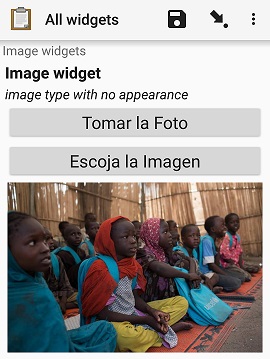 All widgets
Image widgets
Image widget
image type with no appearance
Tomar la Foto
Escoja la Imagen